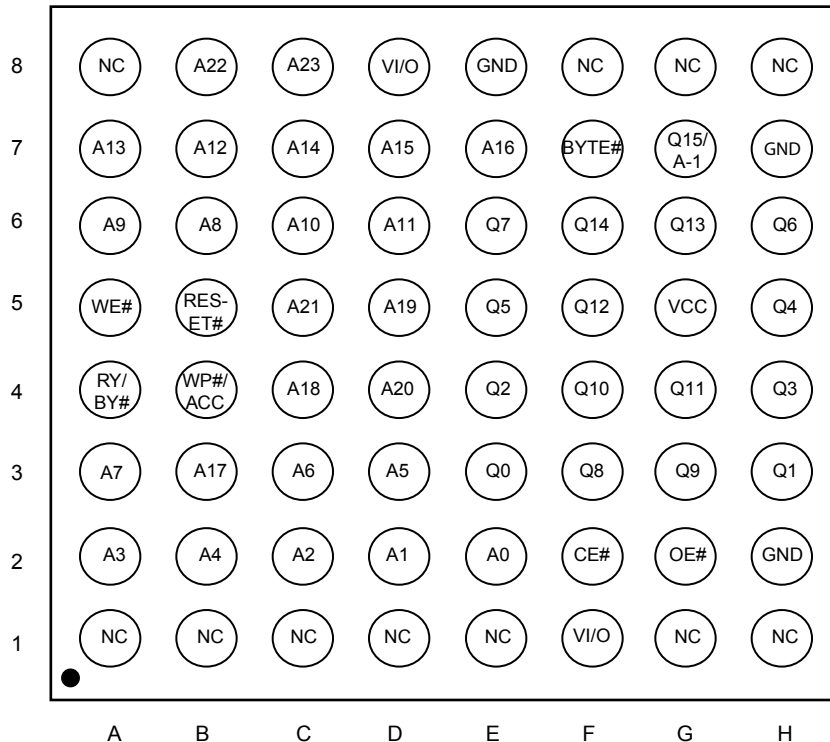 8 NC A22 A23 VI/O GND NC NC NC
7 A13 A12 A14 A15 A16 BYTE# Q15/
A-1 GND
6 A9 A8 A10 A11 Q7 Q14 Q13 Q6
5 WE# RES-
ET# A21 A19 Q5 Q12 VCC Q4
4 RY/
BY# WP#/
ACC A18 A20 Q2 Q10 Q11 Q3
3 A7 A17 A6 A5 Q0 Q8 Q9 Q1
2 A3 A4 A2 A1 A0 CE# OE# GND
1 NC NC NC NC NC VI/O NC NC
A B C D E F G H